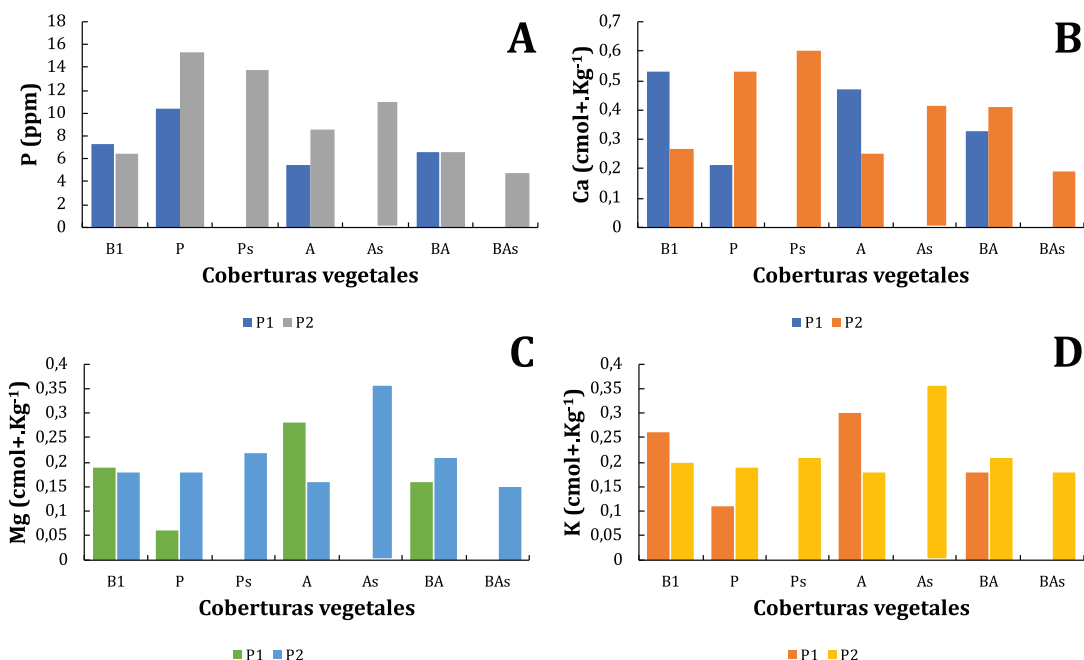 A
P (ppm)
18
16
14
12
10
8
6
4
2
0
B1 P Ps A As BA BAs
Coberturas vegetales
P1 P2
B
Ca (cmol+.Kg-1)
0,7
0,6
0,5
0,4
0,3
0,2
0,1
0
B1 P Ps A As BA BAs
Coberturas vegetales
P1 P2
C
Mg (cmol+.Kg-1)
0,4
0,35
0,3
0,25
0,2
0,15
0,1
0,05
0
B1 P Ps A As BA BAs
Coberturas vegetales
P1 P2
D
K (cmol+.Kg-1)
0,4
0,35
0,3
0,25
0,2
0,15
0,1
0,05
0
B1 P Ps A As BA BAs
Coberturas vegetales
P1 P2